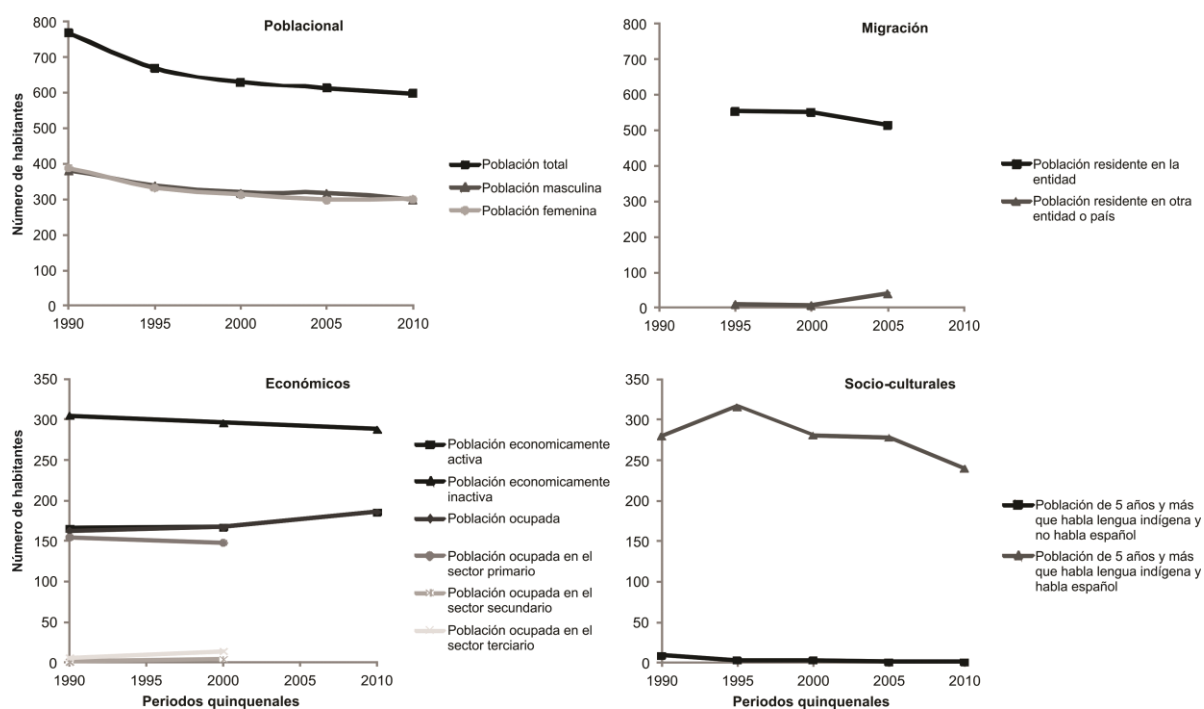 Poblacional
Número de habitantes
800
700
600
500
400
300
200
100
0
1990
1995
2000
2005
2010
Población total
Población masculina
Población femenina
Migración
800
700
600
500
400
300
200
100
0
1990
1995
2000
2005
2010
Población residente en la
entidad
Población residente en otra
entidad o país
Económicos
Número de habitantes
350
300
250
200
150
100
50
0
1990
1995
2000
2005
2010
Periodos quinquenales
Población economicamente
activa
Población economicamente
inactiva
Población ocupada
Población ocupada en el
sector primario
Población ocupada en el
sector secundario
Población ocupada en el
sector terciario
Socio-culturales
350
300
250
200
150
100
50
0
1990
1995
2000
2005
2010
Periodos quinquenales
Población de 5 años y más
que habla lengua indígena y
no habla español
Población de 5 años y más
que habla lengua indígena y
habla español